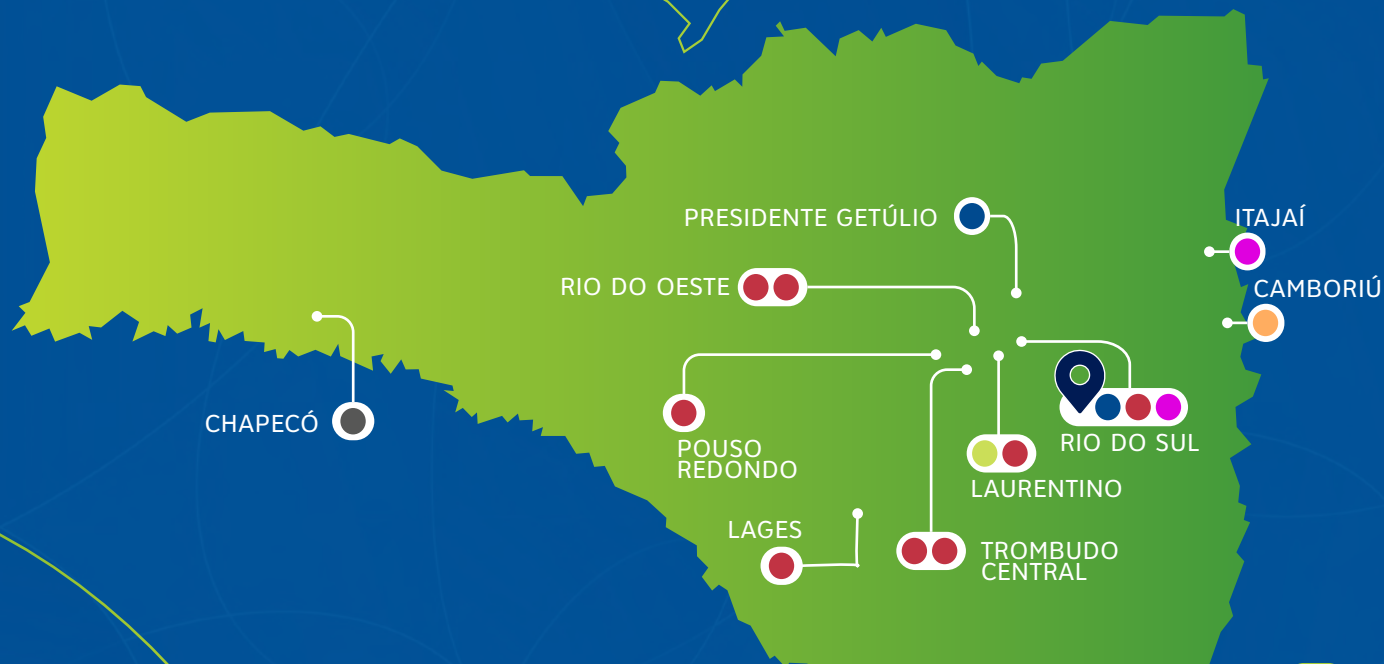 PRESIDENTE GETÚLIO
ITAJAÍ
RIO DO OESTE
CAMBORIÚ
CHAPECÓ
POUSO
REDONDO
RIO DO SUL
LAURENTINO
LAGES
TROMBUDO
CENTRAL